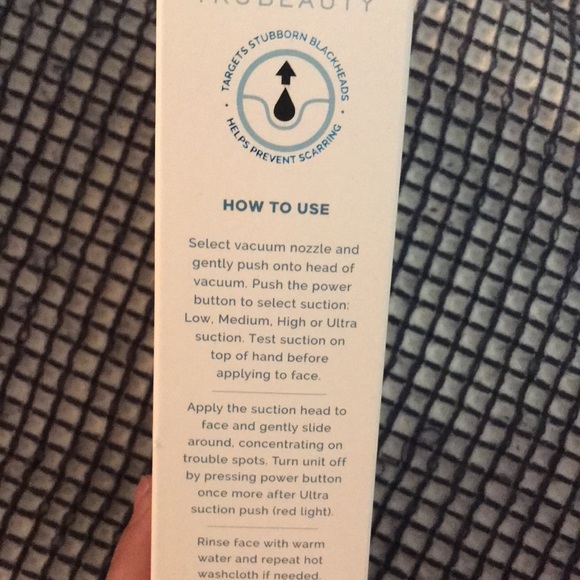 TRUBEAUTY
TARGETS STUBBORN BLACKHEADS
HELPS PREVENT SCARRING
HOW TO USE
Select vacuum nozzle and
gently push onto head of
vacuum. Push the power
button to select suction:
Low, Medium, High or Ultra
suction. Test suction on
top of hand before
applying to face.
Apply the suction head to
face and gently slide
around, concentrating on
trouble spots. Turn unit off
by pressing power button
once more after Ultra
suction push (red light).
Rinse face with warm
water and repeat hot
washcloth if needed.